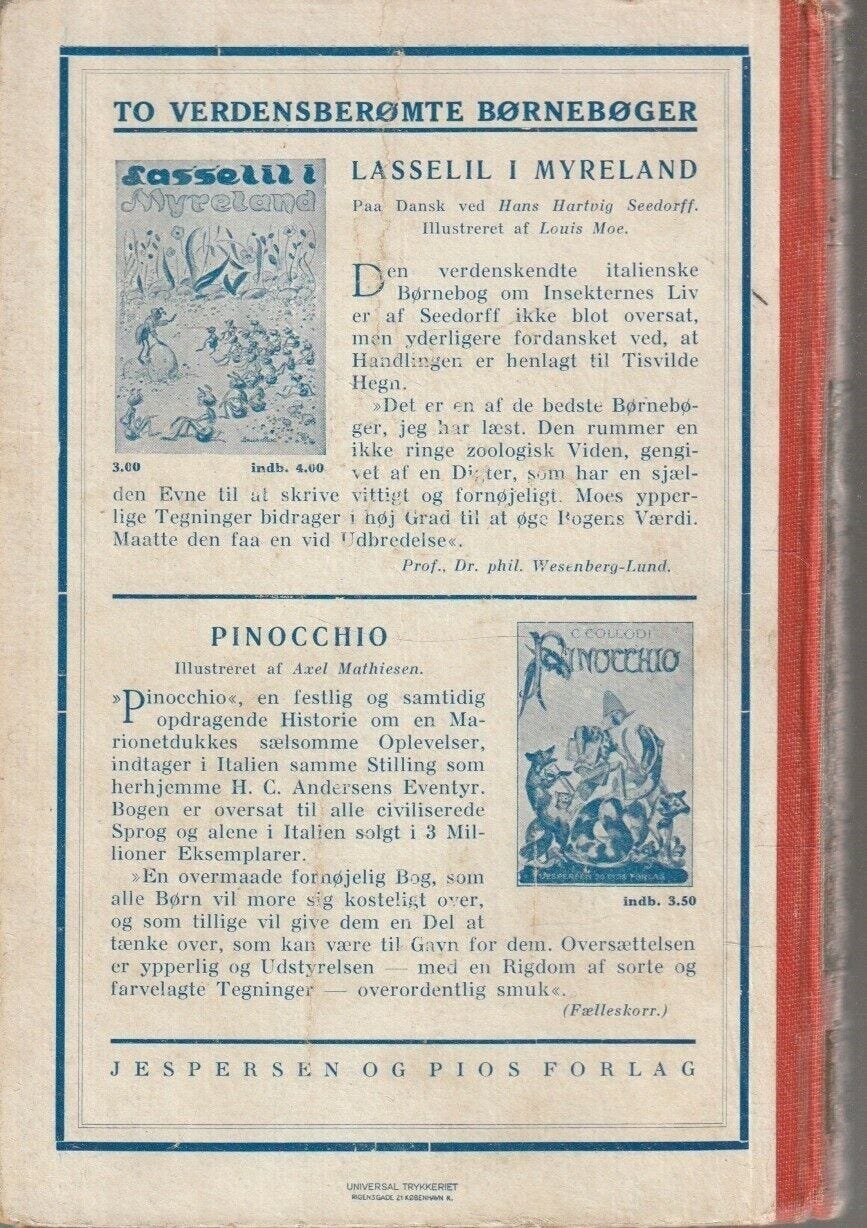 TO VERDENSBERØMTE BØRNEBØGER
Lasselil i
Myreland
Louis Moe
3.00 indb. 4.00
LASSELIL I MYRELAND
Paa Dansk ved Hans Hartvig Seedorff.
Illustreret af Louis Moe.
Den verdenskendte italienske
Børnebog om Insekternes Liv
er af Seedorff ikke blot oversat,
men yderligere fordansket ved, at
Handlingen er henlagt til Tisvilde
Hegn.
»Det er en af de bedste Børnebø-
ger, jeg har læst. Den rummer en
ikke ringe zoologisk Viden, gengi-
vet af en Digter, som har en sjæl-
den Evne til at skrive vittigt og fornøjeligt. Moes ypper-
lige Tegninger bidrager i høj Grad til at øge Bogens Værdi.
Maatte den faa en vid Udbredelse«.
Prof., Dr. phil. Wesenberg-Lund.
PINOCCHIO
Illustreret af Axel Mathiesen.
»Pinocchio«, en festlig og samtidig
opdragende Historie om en Ma-
rionetdukkes sælsomme Oplevelser,
indtager i Italien samme Stilling som
herhjemme H. C. Andersens Eventyr.
Bogen er oversat til alle civiliserede
Sprog og alene i Italien solgt i 3 Mil-
lioner Eksemplarer.
»En overmaade fornøjelig Bog, som
alle Børn vil more sig kosteligt over,
og som tillige vil give dem en Del at
tænke over, som kan være til Gavn for dem. Oversættelsen
er ypperlig og Udstyrelsen — med en Rigdom af sorte og
farvelagte Tegninger — overordentlig smuk«.
(Fælleskorr.)
C. COLLODI
PINOCCHIO
JESPERSEN OG PIOS FORLAG
indb. 3.50
JESPERSEN OG PIOS FORLAG
UNIVERSAL TRYKKERIET
RIGENSGADE 21 KØBENHAVN K.